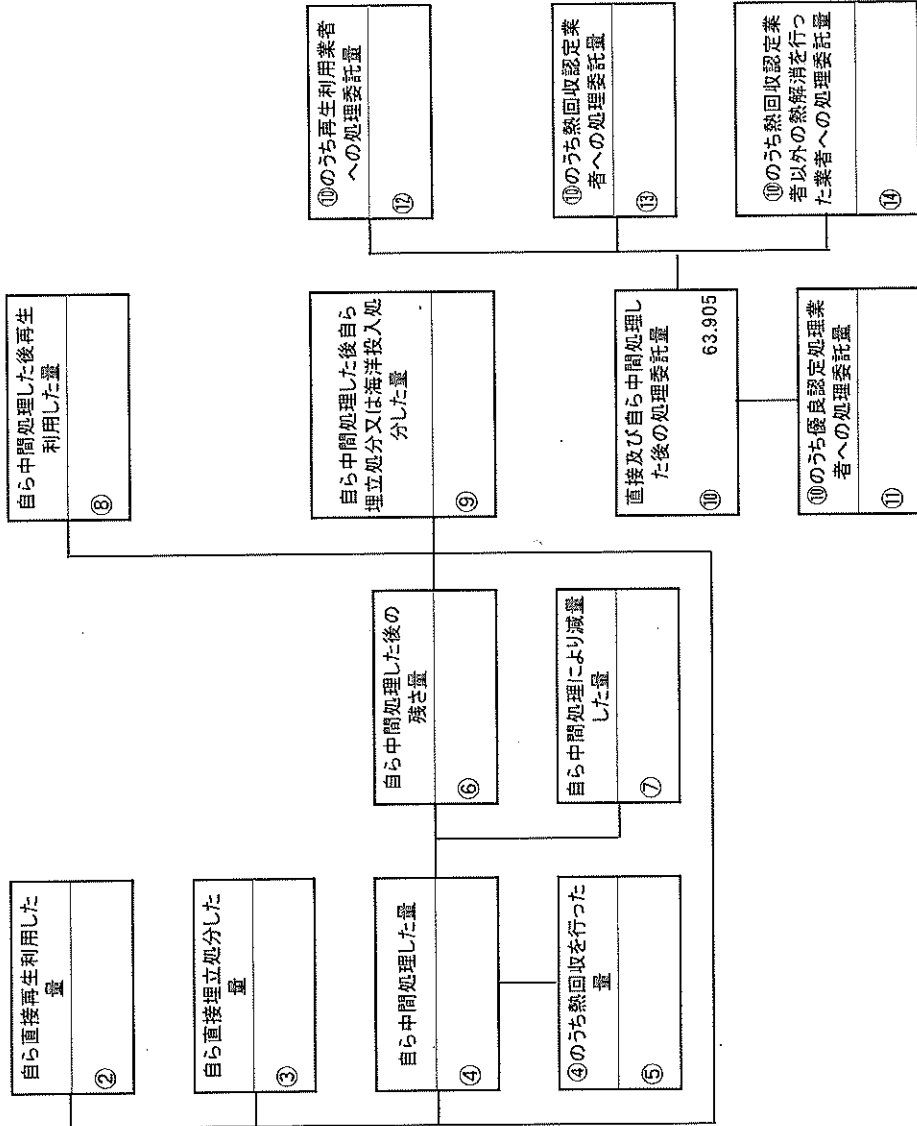 自ら直接再生利用した
量
②
自ら直接埋立処分した
量
③
自ら中間処理した量
④
④のうち熱回収を行った
量
⑤
自ら中間処理した後の
残さ量
⑥
自ら中間処理により減量
した量
⑦
自ら中間処理した後再生
利用した量
⑧
自ら中間処理した後自ら
埋立処分又は海洋投入処
分した量
⑨
直接及び自ら中間処理し
た後の処理委託量
⑩
63.905
⑩のうち優良認定処理業
者への処理委託量
⑪
⑩のうち再生利用業者
への処理委託量
⑫
⑩のうち熱回収認定業
者への処理委託量
⑬
⑩のうち熱回収認定業
者以外の熱解消を行っ
た業者への処理委託量
⑭